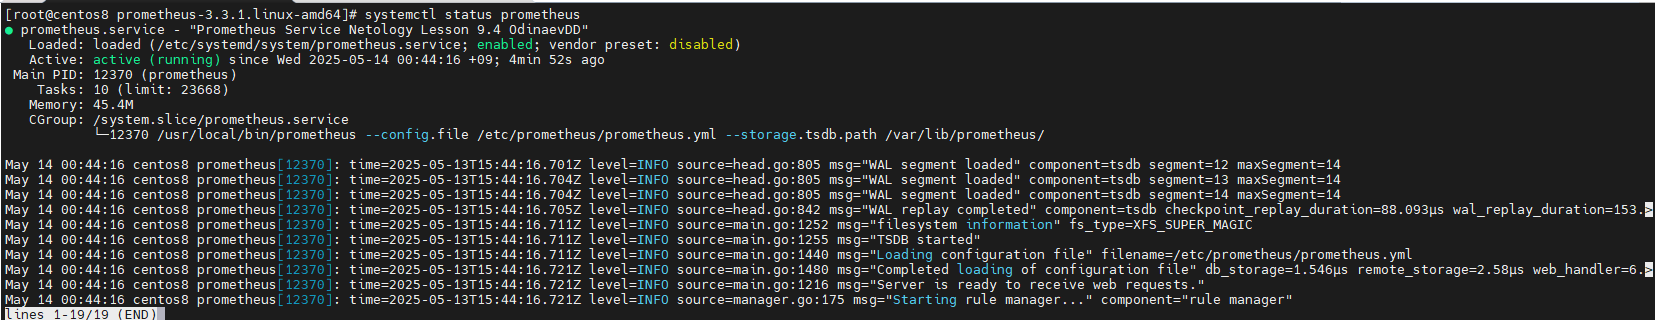 [root@centos8 prometheus-3.3.1.linux-amd64]# systemctl status prometheus
● prometheus.service - "Prometheus Service Netology Lesson 9.4 OdinaevDD"
Loaded: loaded (/etc/systemd/system/prometheus.service; enabled; vendor preset: disabled)
Active: active (running) since Wed 2025-05-14 00:44:16 +09; 4min 52s ago
Main PID: 12370 (prometheus)
Tasks: 10 (limit: 23668)
Memory: 45.4M
CGroup: /system.slice/prometheus.service
└─12370 /usr/local/bin/prometheus --config.file /etc/prometheus/prometheus.yml --storage.tsdb.path /var/lib/prometheus/
May 14 00:44:16 centos8 prometheus[12370]: time=2025-05-13T15:44:16.701Z level=INFO source=head.go:805 msg="WAL segment loaded" component=tsdb segment=12 maxSegment=14
May 14 00:44:16 centos8 prometheus[12370]: time=2025-05-13T15:44:16.704Z level=INFO source=head.go:805 msg="WAL segment loaded" component=tsdb segment=13 maxSegment=14
May 14 00:44:16 centos8 prometheus[12370]: time=2025-05-13T15:44:16.704Z level=INFO source=head.go:805 msg="WAL segment loaded" component=tsdb segment=14 maxSegment=14
May 14 00:44:16 centos8 prometheus[12370]: time=2025-05-13T15:44:16.705Z level=INFO source=head.go:842 msg="WAL replay completed" component=tsdb checkpoint_replay_duration=88.093µs wal_replay_duration=153.>
May 14 00:44:16 centos8 prometheus[12370]: time=2025-05-13T15:44:16.711Z level=INFO source=main.go:1252 msg="filesystem information" fs_type=XFS_SUPER_MAGIC
May 14 00:44:16 centos8 prometheus[12370]: time=2025-05-13T15:44:16.711Z level=INFO source=main.go:1255 msg="TSDB started"
May 14 00:44:16 centos8 prometheus[12370]: time=2025-05-13T15:44:16.711Z level=INFO source=main.go:1440 msg="Loading configuration file" filename=/etc/prometheus/prometheus.yml
May 14 00:44:16 centos8 prometheus[12370]: time=2025-05-13T15:44:16.721Z level=INFO source=main.go:1480 msg="Completed loading of configuration file" db_storage=1.546µs remote_storage=2.58µs web_handler=6.>
May 14 00:44:16 centos8 prometheus[12370]: time=2025-05-13T15:44:16.721Z level=INFO source=main.go:1216 msg="Server is ready to receive web requests."
May 14 00:44:16 centos8 prometheus[12370]: time=2025-05-13T15:44:16.721Z level=INFO source=manager.go:175 msg="Starting rule manager..." component="rule manager"
lines 1-19/19 (END)